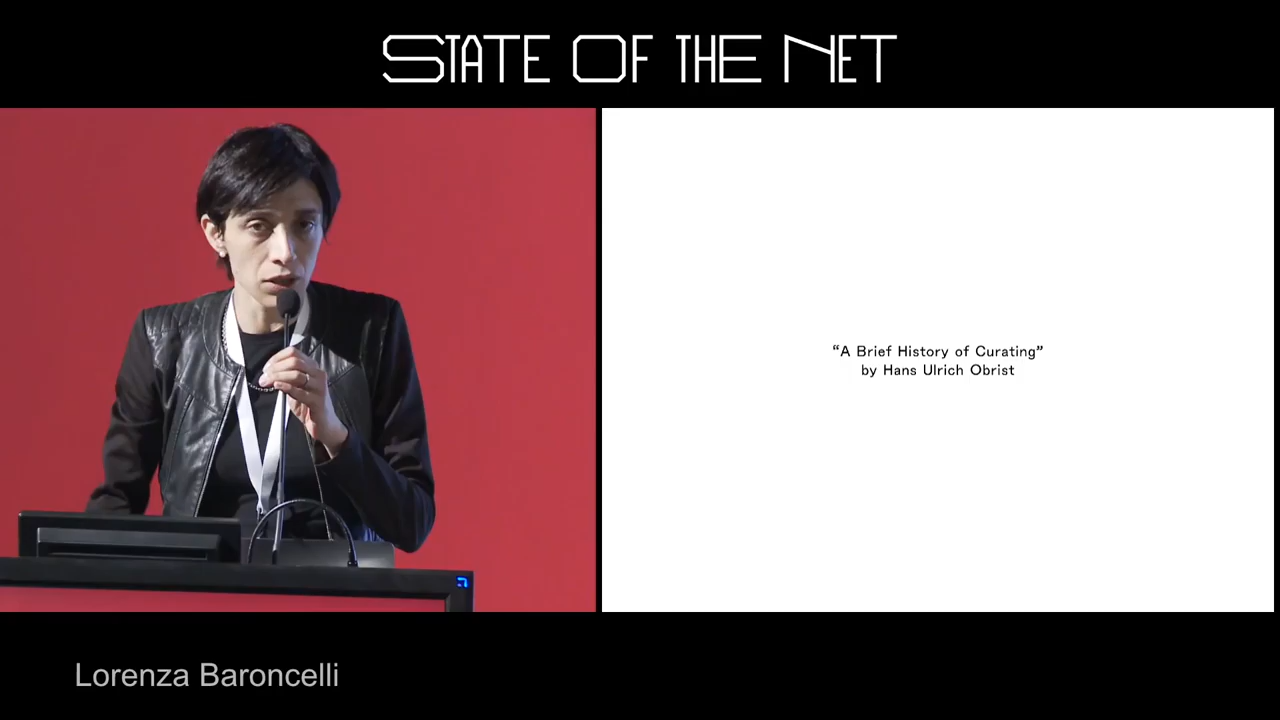 STATE OF THE NET
“A Brief History of Curating”
by Hans Ulrich Obrist
Lorenza Baroncelli